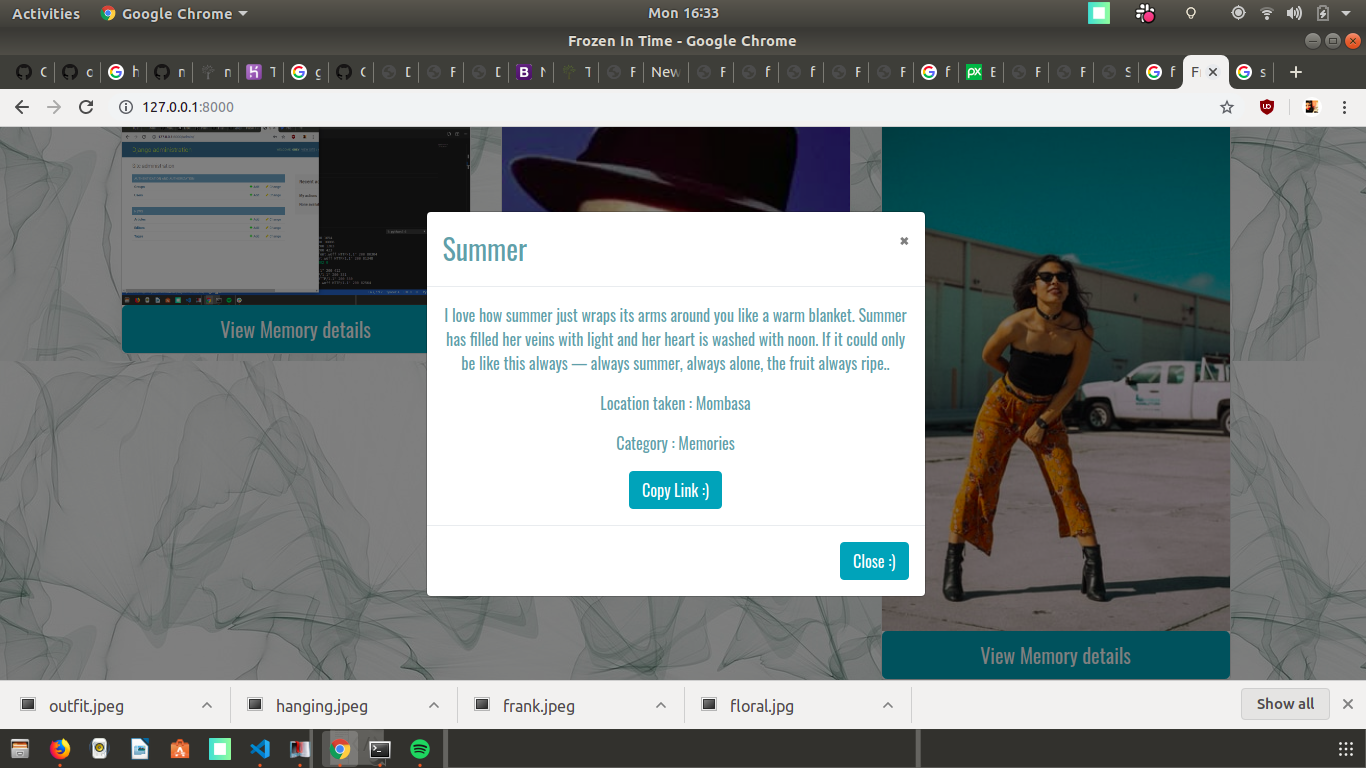 Activities Google Chrome Mon 16:33
Frozen In Time - Google Chrome
New
127.0.0.1:8000
Django administration
View Memory details
Summer
×
I love how summer just wraps its arms around you like a warm blanket. Summer
has filled her veins with light and her heart is washed with noon. If it could only
be like this always — always summer, always alone, the fruit always ripe..
Location taken : Mombasa
Category : Memories
Copy Link :)
Close :)
View Memory details
outfit.jpeg hanging.jpeg frank.jpeg floral.jpg Show all